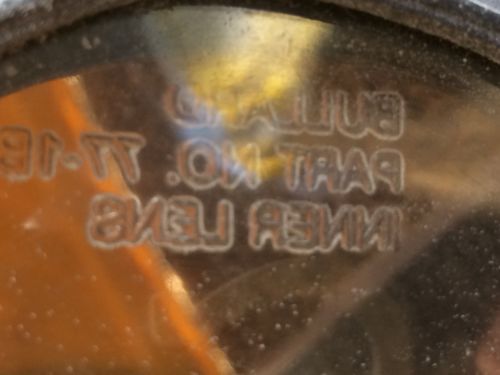 BULLARD
PART NO. 77-1B
INNER LENS